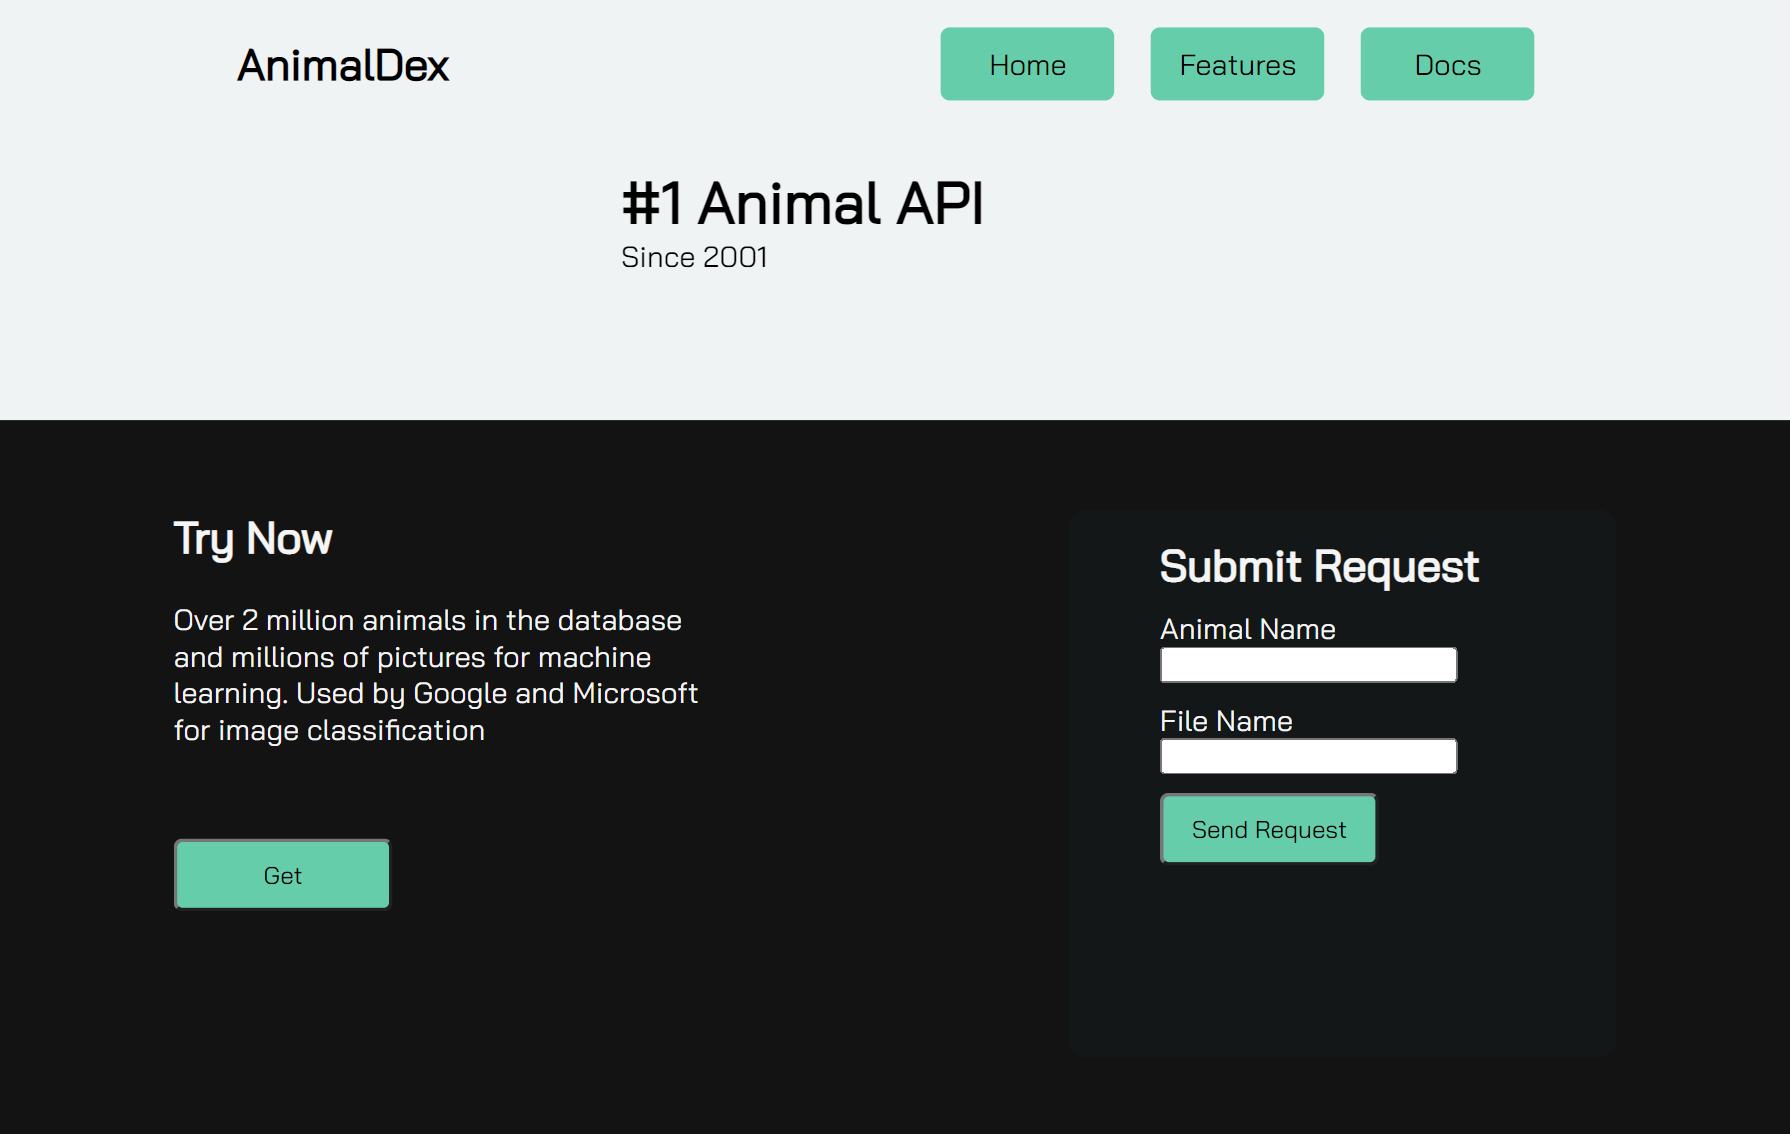 AnimalDex
Home
Features
Docs
#1 Animal API
Since 2001
Try Now
Over 2 million animals in the database
and millions of pictures for machine
learning. Used by Google and Microsoft
for image classification
Get
Submit Request
Animal Name
File Name
Send Request